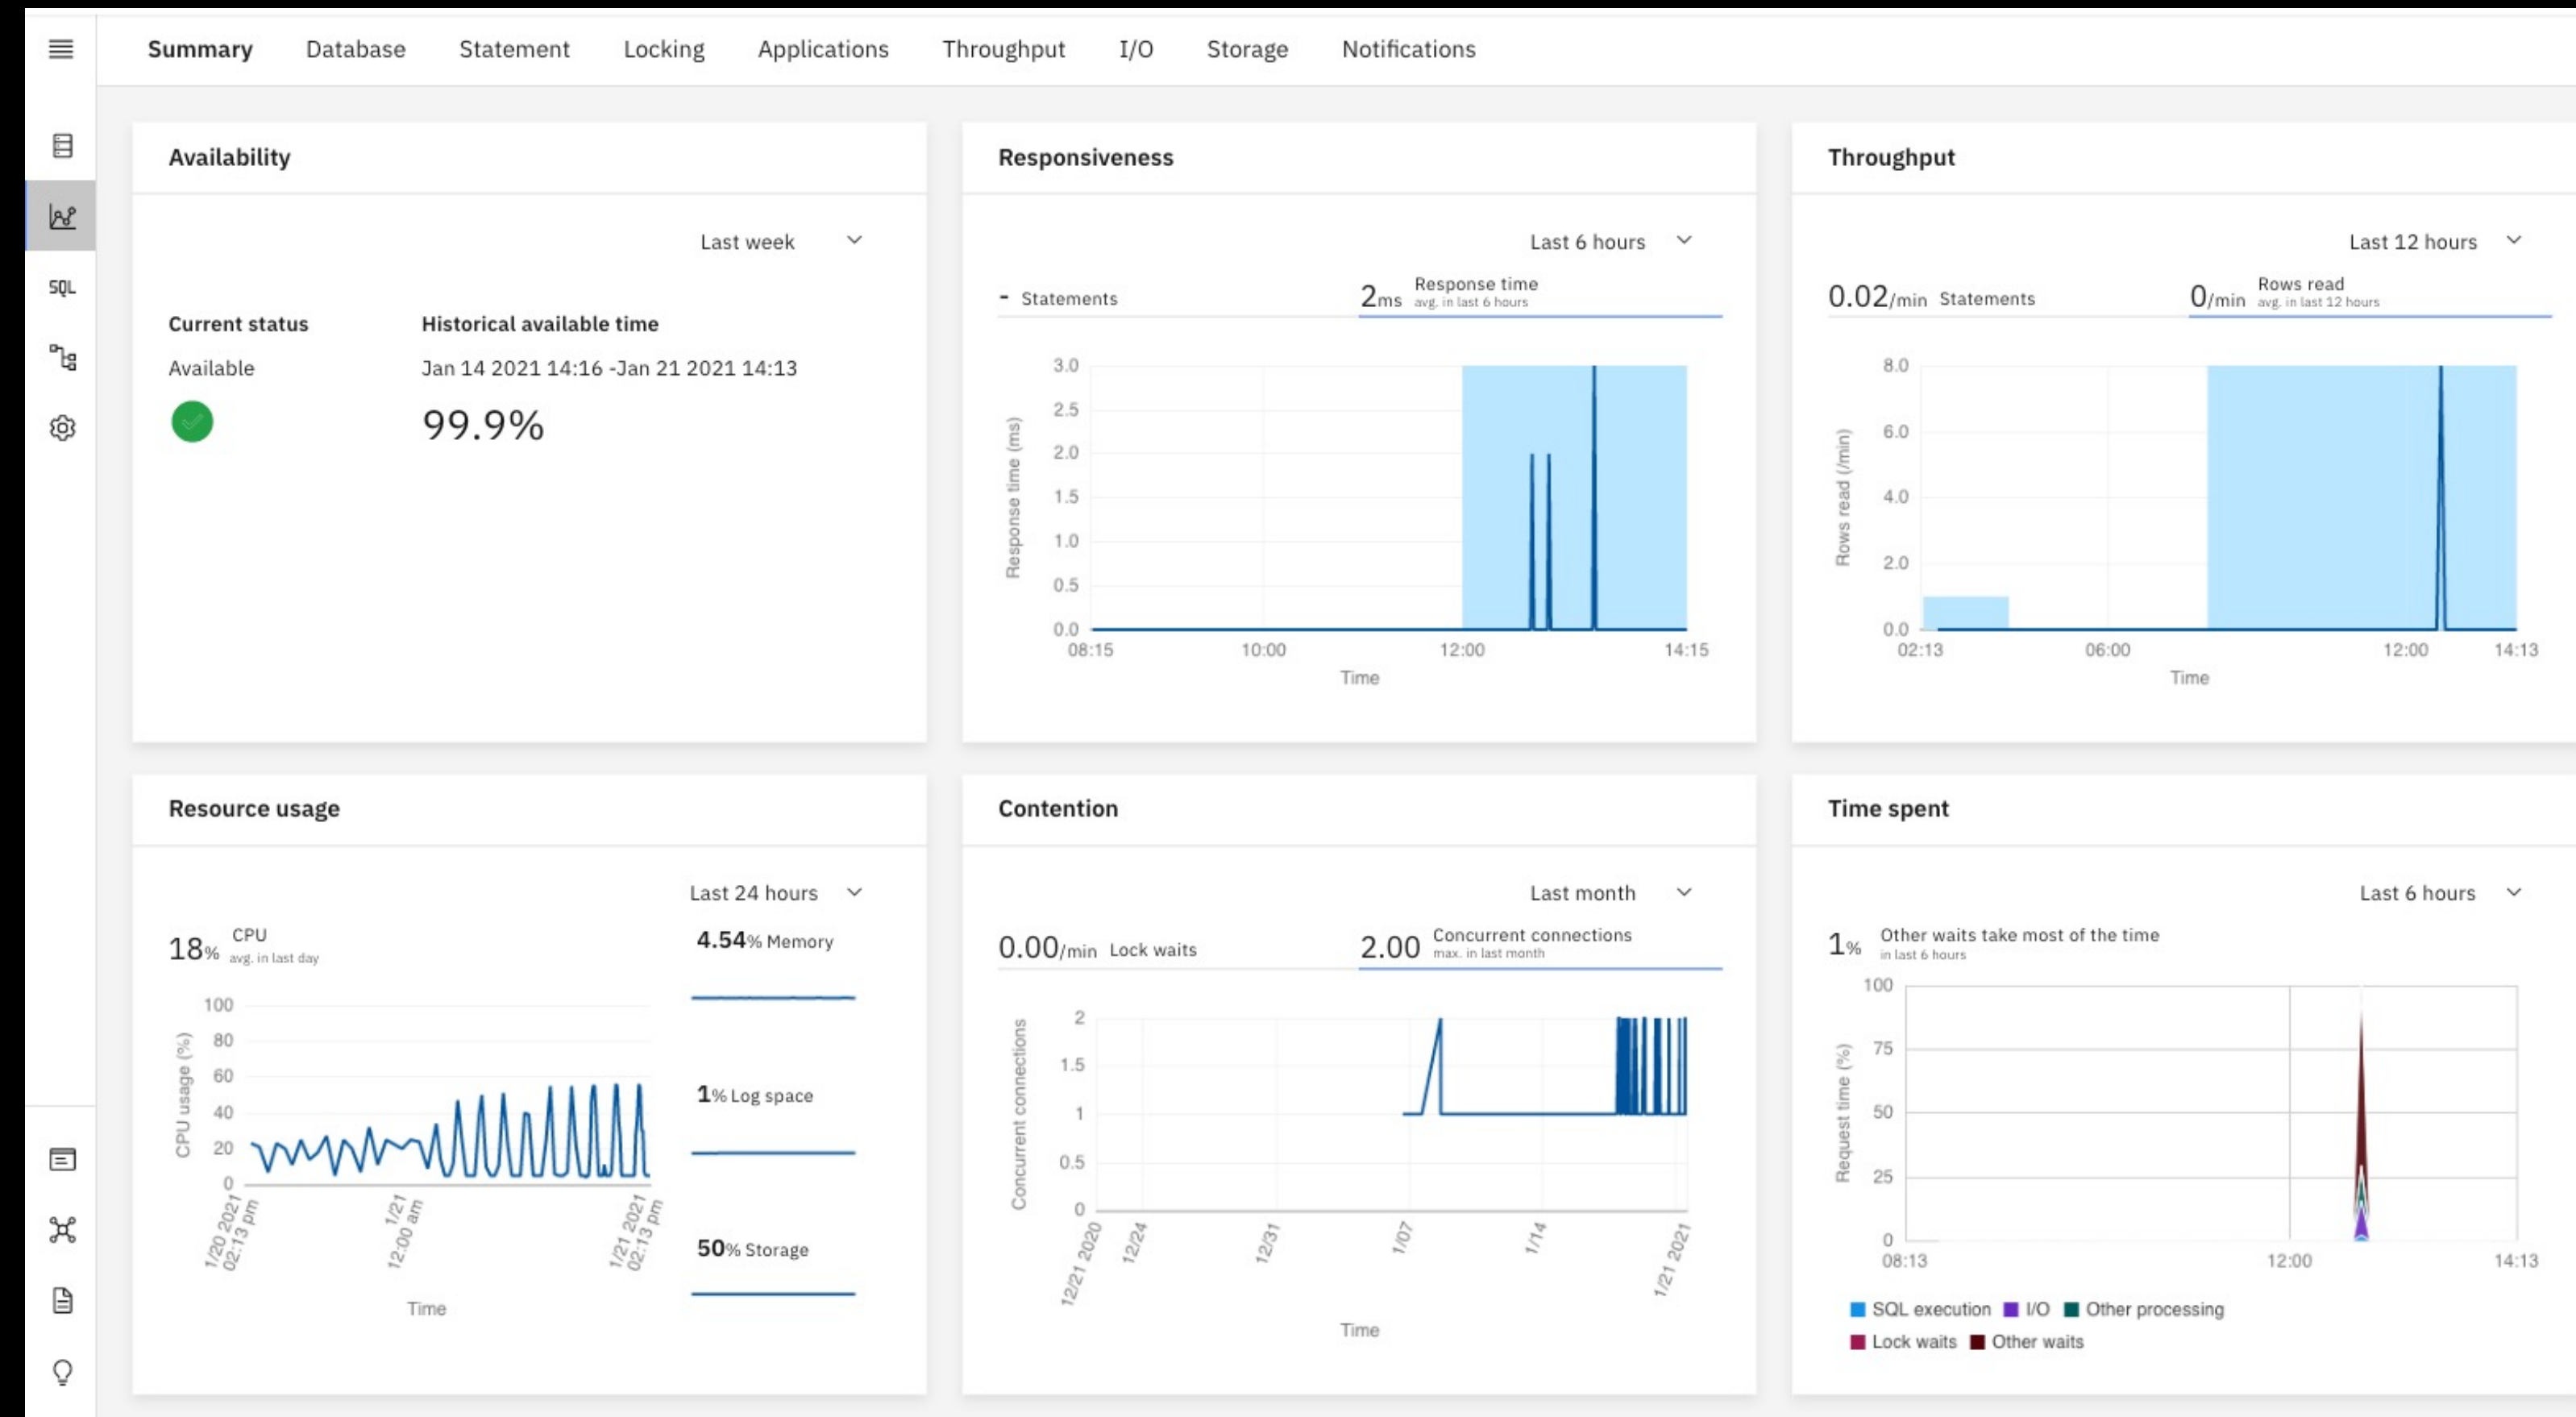 Summary Database Statement Locking Applications Throughput I/O Storage Notifications
SQL
Availability
Last week
Current status Historical available time
Available Jan 14 2021 14:16 -Jan 21 2021 14:13
99.9%
Responsiveness
Last 6 hours
- Statements 2ms Response time
avg. in last 6 hours
Response time (ms)
3.0
2.5
2.0
1.5
1.0
0.5
0.0
08:15 10:00 12:00 14:15
Time
Throughput
Last 12 hours
0.02/min Statements 0/min Rows read
avg. in last 12 hours
Rows read (/min)
8.0
6.0
4.0
2.0
0.0
02:13 06:00 12:00 14:13
Time
Resource usage
Last 24 hours
18% CPU
avg. in last day
CPU usage (%)
100
80
60
40
20
0
1/20 2021
02:13 pm
1/21
12:00 am
1/21 2021
02:13 pm
Time
4.54% Memory
1% Log space
50% Storage
Contention
Last month
0.00/min Lock waits 2.00 Concurrent connections
max. in last month
Concurrent connections
2
1.5
1
0.5
0
12/21 2020 12/24 12/31 1/07 1/14 1/21 2021
Time
Time spent
Last 6 hours
1% Other waits take most of the time
in last 6 hours
Request time (%)
100
75
50
25
0
08:13 12:00 14:13
SQL execution I/O Other processing
Lock waits Other waits